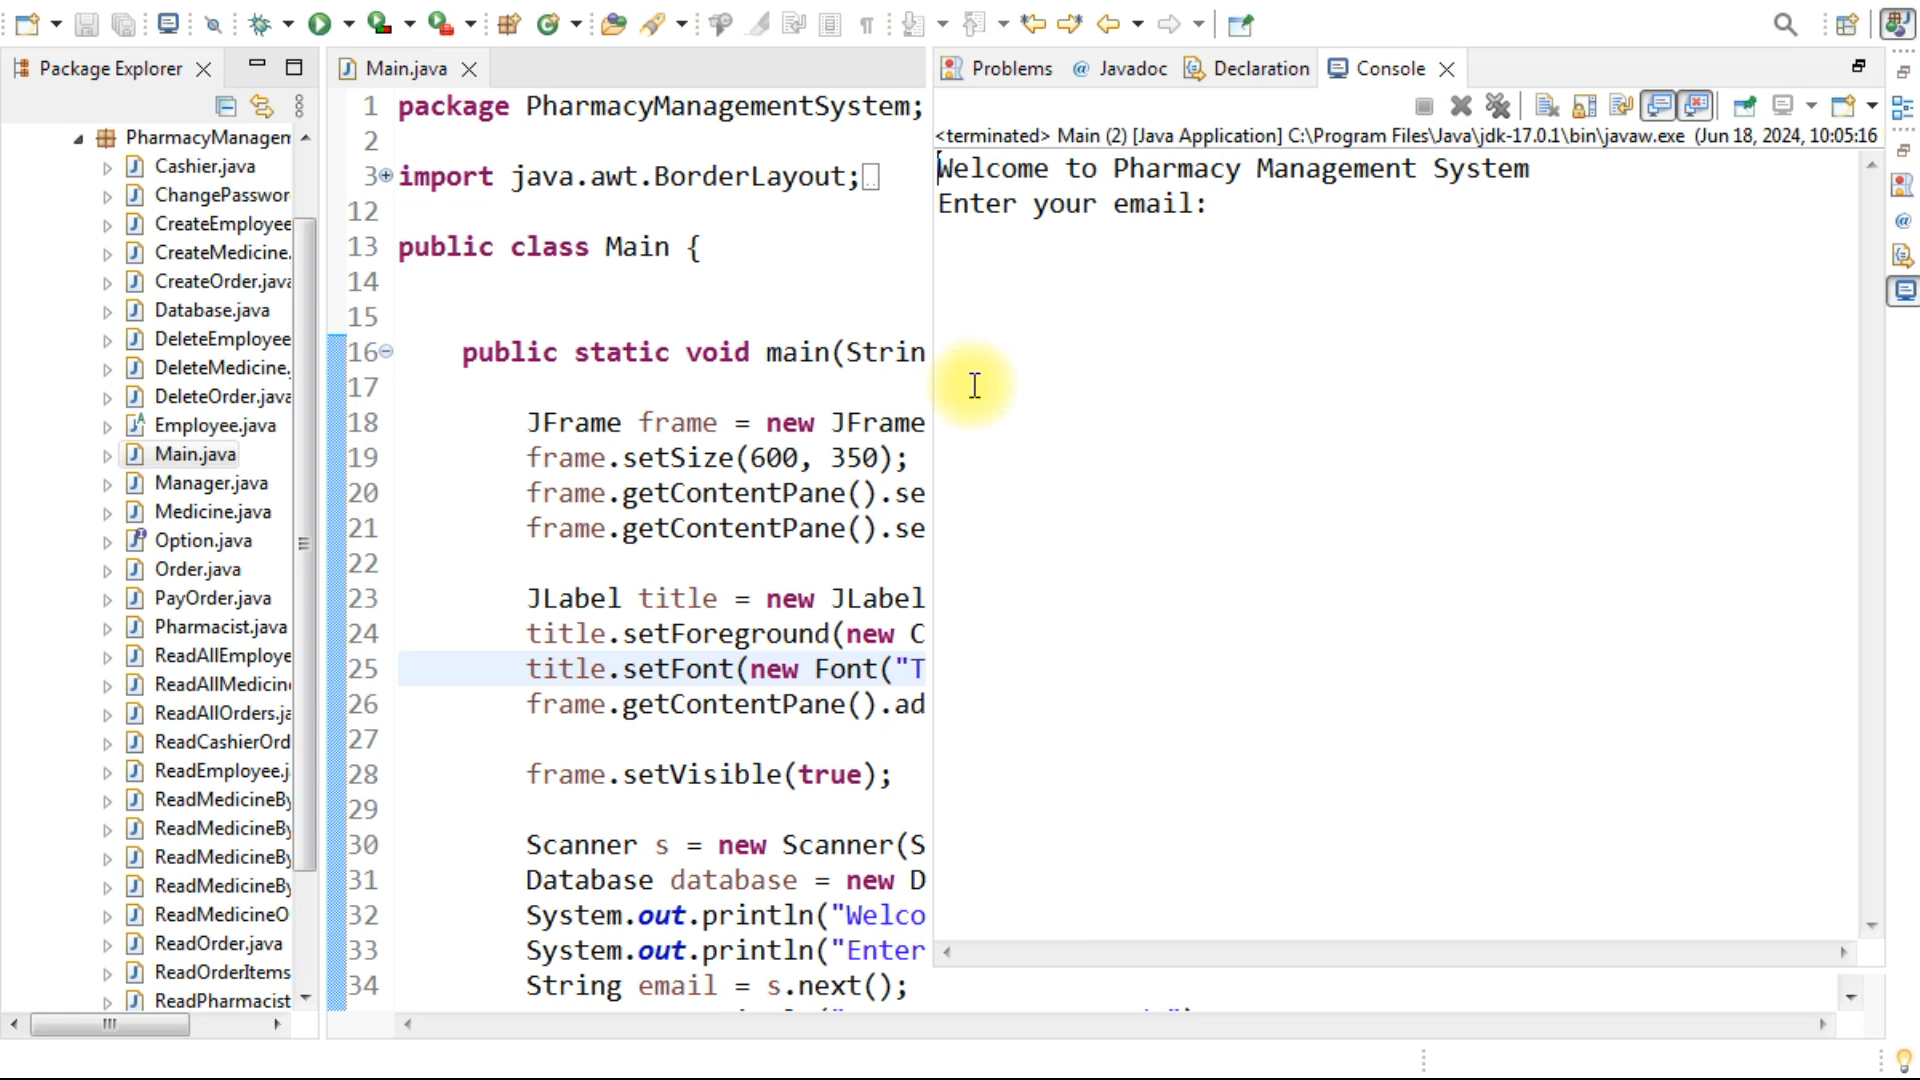 Package Explorer
PharmacyManagem
Cashier.java
ChangePasswor
CreateEmployee
CreateMedicine.
CreateOrder.java
Database.java
DeleteEmployee
DeleteMedicine.
DeleteOrder.java
Employee.java
Main.java
Manager.java
Medicine.java
Option.java
Order.java
PayOrder.java
Pharmacist.java
ReadAllEmploye
ReadAllMedicin
ReadAllOrders.ja
ReadCashierOrd
ReadEmployee.j
ReadMedicineBy
ReadMedicineBy
ReadMedicineBy
ReadMedicineBy
ReadMedicineO
ReadOrder.java
ReadOrderItems
ReadPharmacist
Main.java
1 package PharmacyManagementSystem;
2
3 import java.awt.BorderLayout;
12
13 public class Main {
14
15
16 public static void main(Strin
17
18 JFrame frame = new JFrame
19 frame.setSize(600, 350);
20 frame.getContentPane().se
21 frame.getContentPane().se
22
23 JLabel title = new JLabel
24 title.setForeground(new C
25 title.setFont(new Font("T
26 frame.getContentPane().ad
27
28 frame.setVisible(true);
29
30 Scanner s = new Scanner(S
31 Database database = new D
32 System.out.println("Welco
33 System.out.println("Enter
34 String email = s.next();
Problems Javadoc Declaration Console
<terminated> Main (2) [Java Application] C:\Program Files\Java\jdk-17.0.1\bin\javaw.exe (Jun 18, 2024, 10:05:16
Welcome to Pharmacy Management System
Enter your email: